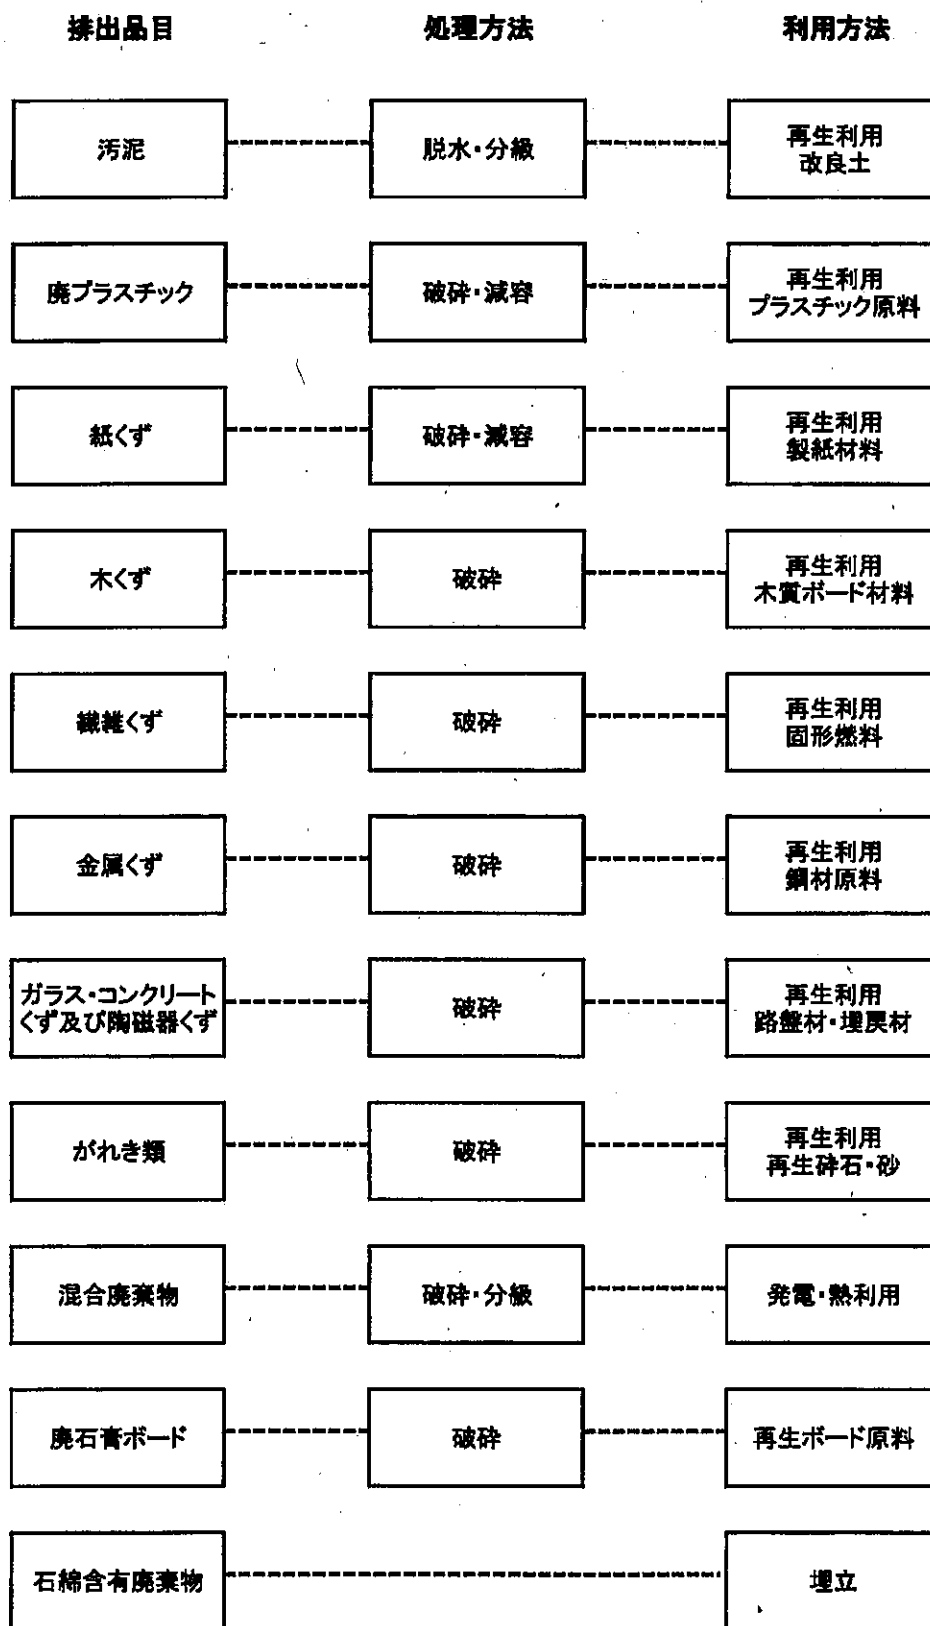 排出品目 処理方法 利用方法
汚泥 脱水・分級 再生利用
改良土
廃プラスチック 破砕・減容 再生利用
プラスチック原料
紙くず 破砕・減容 再生利用
製紙材料
木くず 破砕 再生利用
木質ボード材料
繊維くず 破砕 再生利用
固形燃料
金属くず 破砕 再生利用
鋼材原料
ガラス・コンクリート
くず及び陶磁器くず 破砕 再生利用
路盤材・埋戻材
がれき類 破砕 再生利用
再生砕石・砂
混合廃棄物 破砕・分級 発電・熱利用
廃石膏ボード 破砕 再生ボード原料
石綿含有廃棄物 埋立